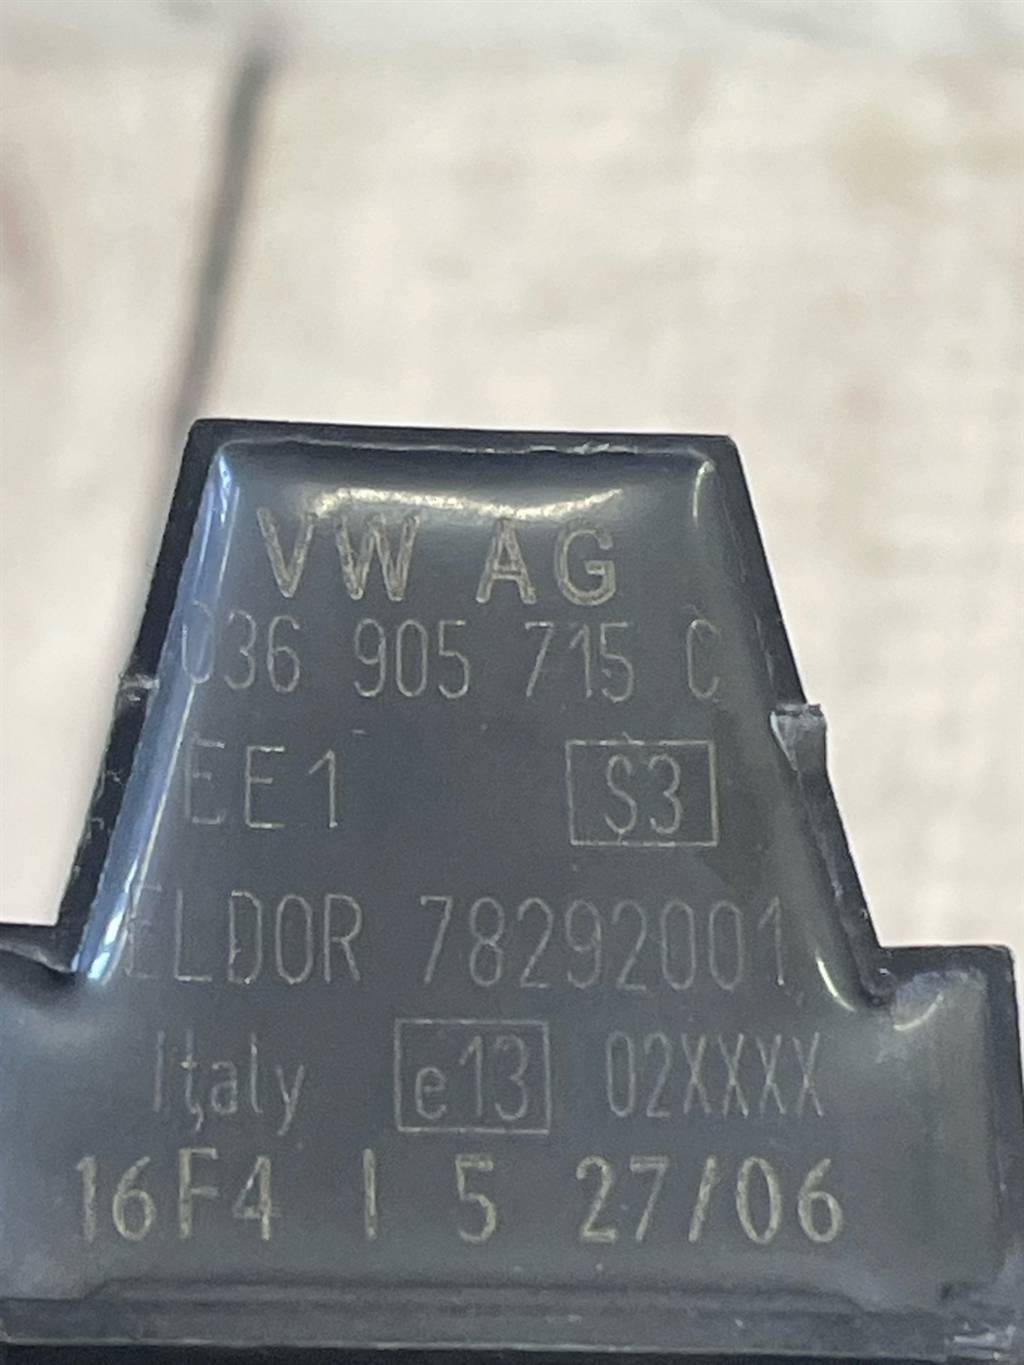 VW AG
036 905 715 C
EE1 S3
ELDOR 78292001
Italy e13 02XXXX
16F4 I 5 27/06